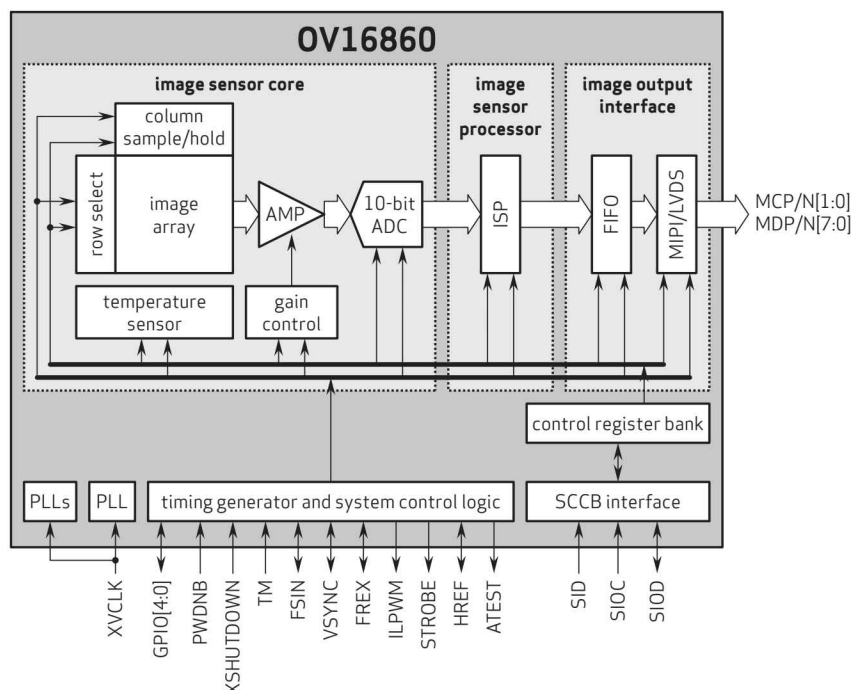 OV16860
image sensor core
image
sensor
processor
image output
interface
column
sample/hold
row select
image
array
AMP
10-bit
ADC
ISP
FIFO
MIPI/LVDS
MCP/N[1:0]
MDP/N[7:0]
temperature
sensor
gain
control
control register bank
PLLs
PLL
timing generator and system control logic
SCCB interface
XVCLK
GPIO[4:0]
PWDNB
XSHUTDOWN
TM
FSIN
VSYNC
FREX
ILPWM
STROBE
HREF
ATEST
SID
SIOC
SIOD